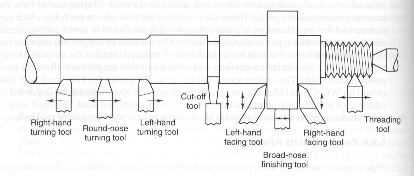 Right-hand
turning tool
Round-nose
turning tool
Left-hand
turning tool
Cut-off
tool
Left-hand
facing tool
Broad-nose
finishing tool
Right-hand
facing tool
Threading
tool